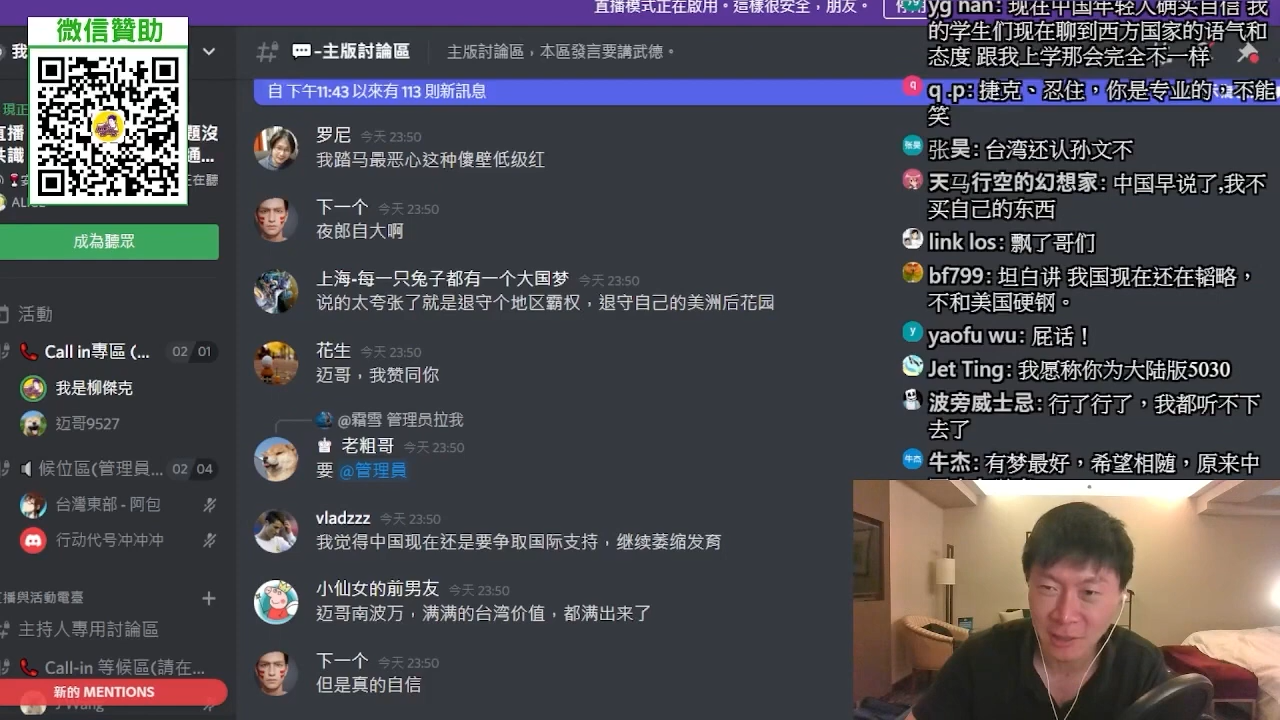 直播模式正在啟用。這樣很安全，朋友。
微信贊助
我
💬-主版討論區
主版討論區，本區發言要講武德。
自 下午11:43 以來有 113 則新訊息
現正
直播
題沒
共識
通...
正在聽
成為聽眾
活動
Call in專區 (...
02 01
我是柳傑克
迈哥9527
候位區(管理員...
02 04
台灣東部 - 阿包
行动代号冲冲冲
直播與活動電臺
主持人專用討論區
Call-in 等候區(請在...
新的 MENTIONS
罗尼 今天 23:50
我踏马最恶心这种傻壁低级红
下一个 今天 23:50
夜郎自大啊
上海-每一只兔子都有一个大国梦 今天 23:50
说的太夸张了就是退守个地区霸权，退守自己的美洲后花园
花生 今天 23:50
迈哥，我赞同你
@霜雪 管理员拉我
老粗哥 今天 23:50
要 @管理員
vladzzz 今天 23:50
我觉得中国现在还是要争取国际支持，继续萎缩发育
小仙女的前男友 今天 23:50
迈哥南波万，满满的台湾价值，都满出来了
下一个 今天 23:50
但是真的自信
yg nan: 现在中国年轻人确实自信 我
的学生们现在聊到西方国家的语气和
态度 跟我上学那会完全不一样
q .p: 捷克、忍住，你是专业的，不能
笑
张昊: 台湾还认孙文不
天马行空的幻想家: 中国早说了,我不
买自己的东西
link los: 飘了哥们
bf799: 坦白讲 我国现在还在韬略，
不和美国硬钢。
yaofu wu: 屁话！
Jet Ting: 我愿称你为大陆版5030
波旁威士忌: 行了行了，我都听不下
去了
牛杰: 有梦最好，希望相随，原来中